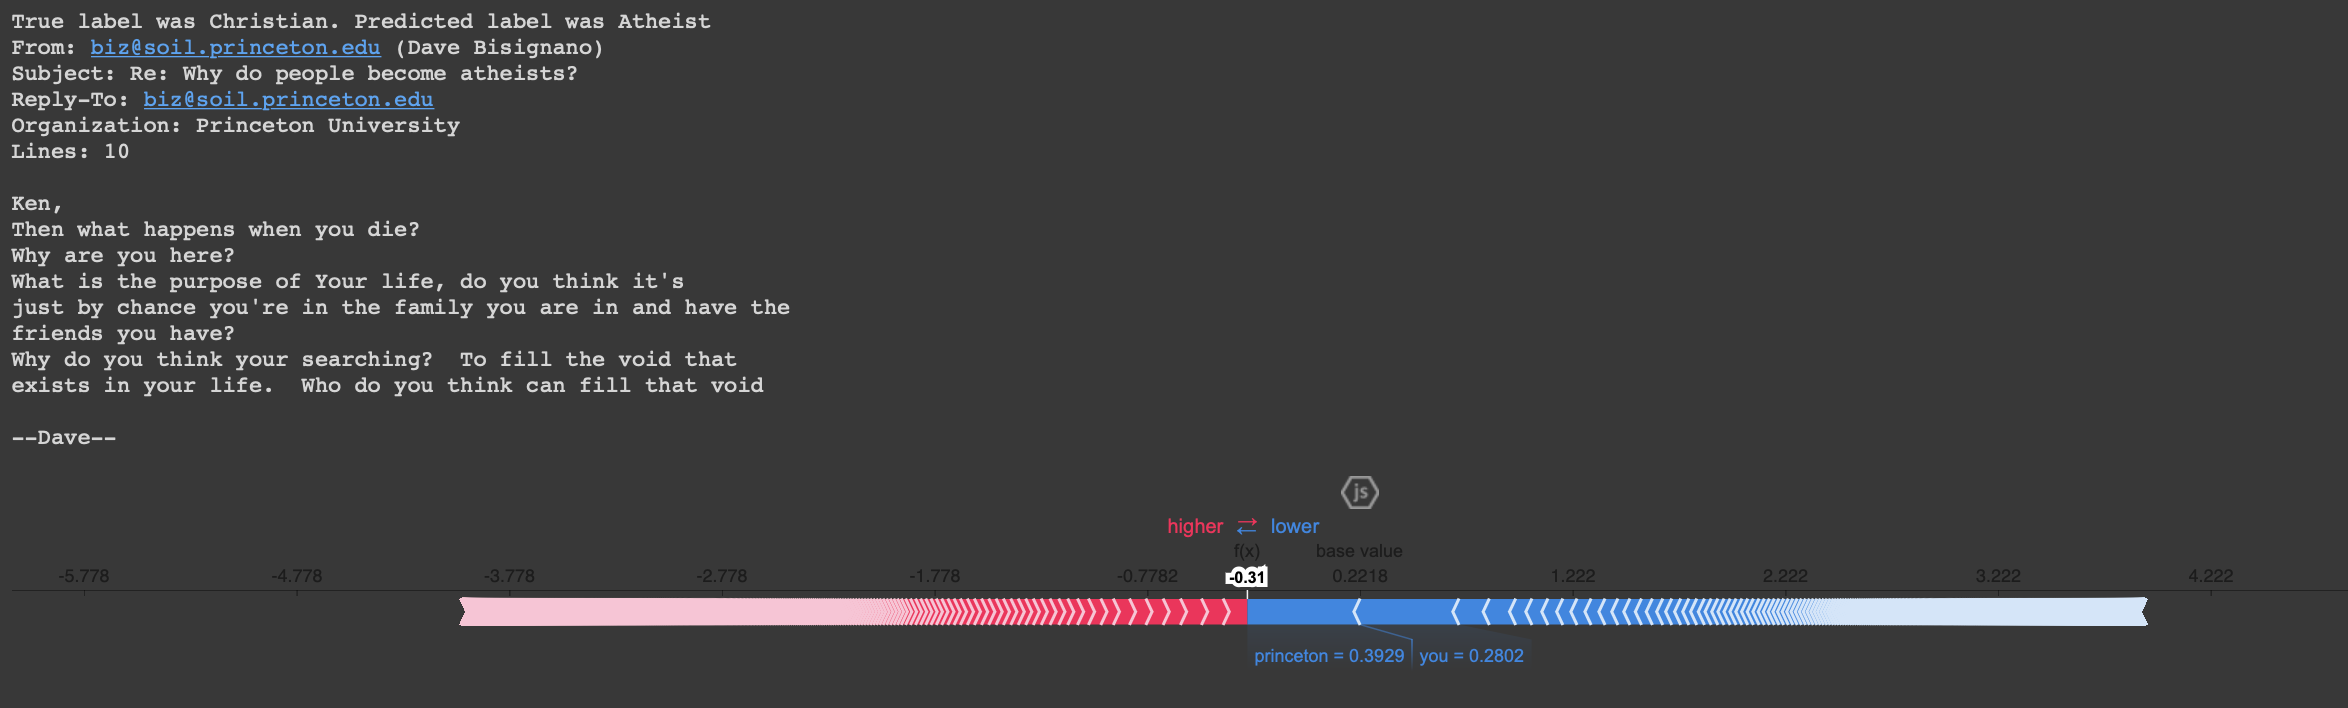 True label was Christian. Predicted label was Atheist
From: biz@soil.princeton.edu (Dave Bisignano)
Subject: Re: Why do people become atheists?
Reply-To: biz@soil.princeton.edu
Organization: Princeton University
Lines: 10
Ken,
Then what happens when you die?
Why are you here?
What is the purpose of Your life, do you think it's
just by chance you're in the family you are in and have the
friends you have?
Why do you think your searching?  To fill the void that
exists in your life.  Who do you think can fill that void
--Dave--
js
higher ⇄ lower
f(x) base value
-5.778 -4.778 -3.778 -2.778 -1.778 -0.7782 -0.31 0.2218 1.222 2.222 3.222 4.222
princeton = 0.3929 you = 0.2802